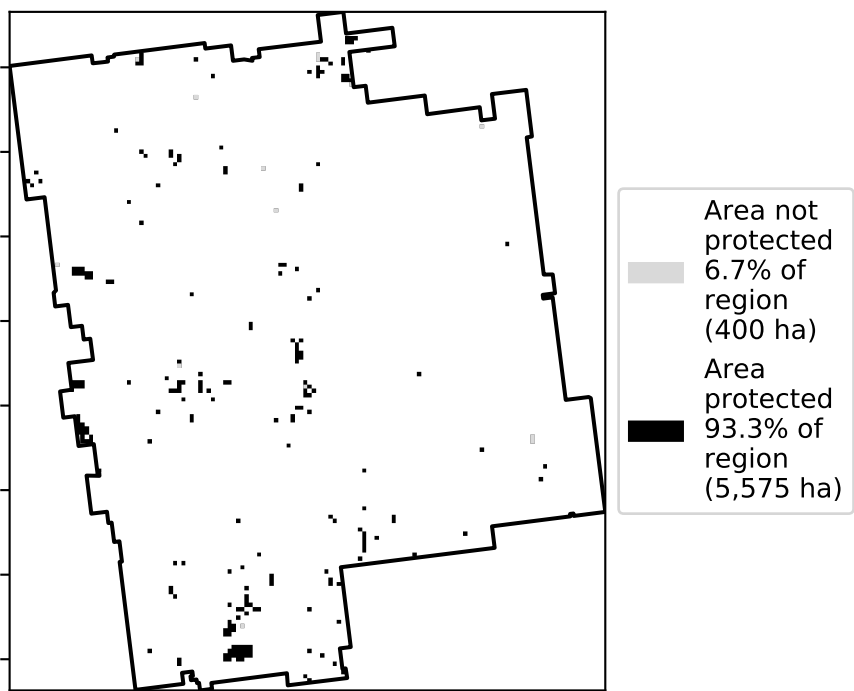 Area not
protected
6.7% of
region
(400 ha)
Area
protected
93.3% of
region
(5,575 ha)